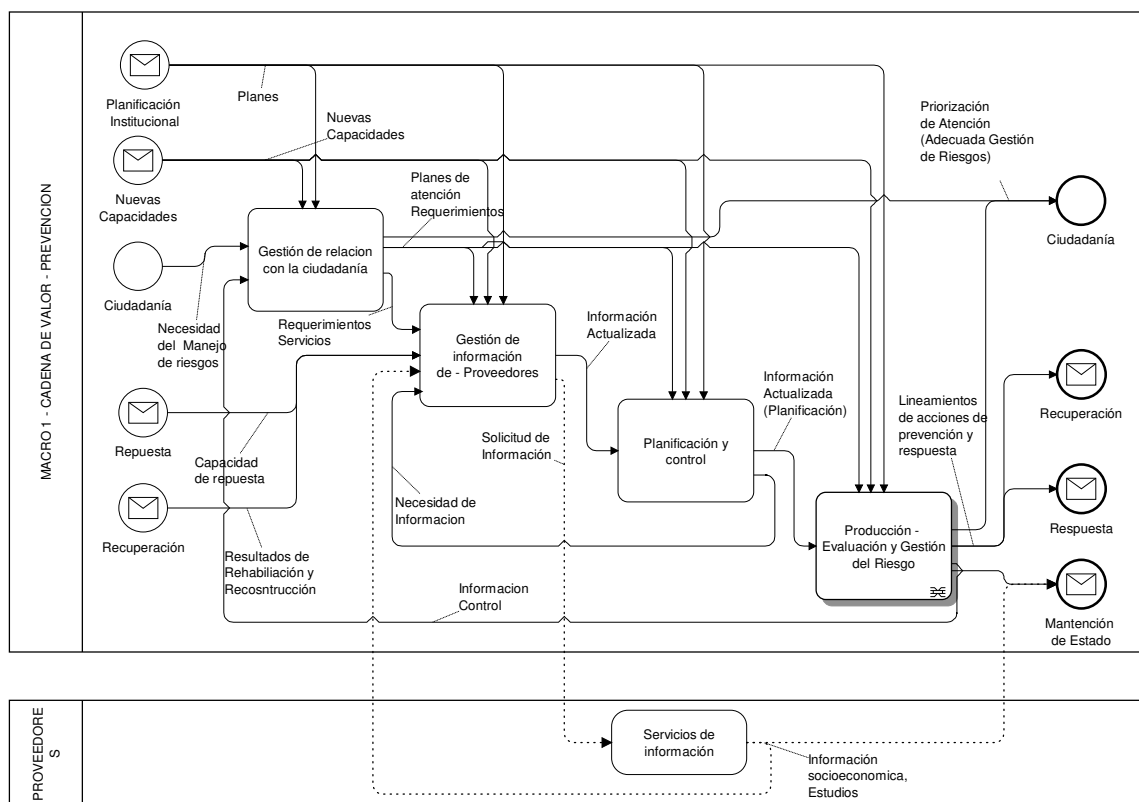 MACRO 1 - CADENA DE VALOR - PREVENCION
Planificación
Institucional
Planes
Nuevas
Capacidades
Nuevas
Capacidades
Planes de
atención
Requerimientos
Priorización
de Atención
(Adecuada Gestión
de Riesgos)
Ciudadanía
Gestión de relacion
con la ciudadanía
Ciudadanía
Necesidad
del Manejo
de riesgos
Requerimientos
Servicios
Gestión de
información
de - Proveedores
Información
Actualizada
Información
Actualizada
(Planificación)
Lineamientos
de acciones de
prevención y
respuesta
Recuperación
Repuesta
Capacidad
de repuesta
Solicitud de
Información
Planificación y
control
Necesidad de
Informacion
Recuperación
Resultados de
Rehabiliación y
Recosntrucción
Producción -
Evaluación y Gestión
del Riesgo
Respuesta
Informacion
Control
Mantención
de Estado
PROVEEDORE
S
Servicios de
información
Información
socioeconomica,
Estudios